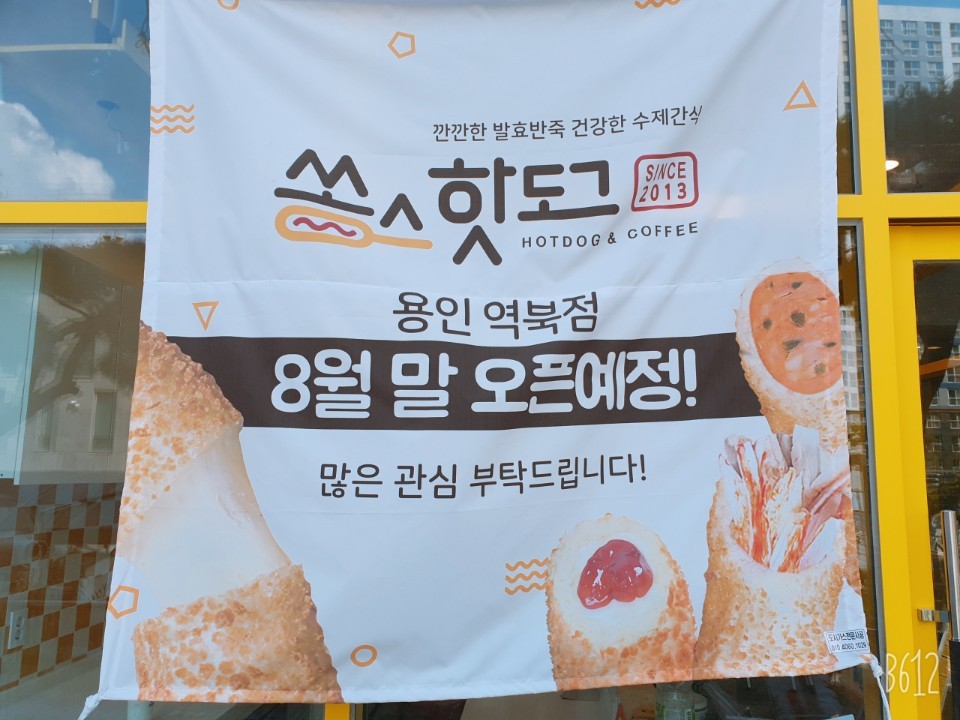 깐깐한 발효반죽 건강한 수제간식
쏭스핫도그
SINCE
2013
HOTDOG & COFFEE
용인 역북점
8월 말 오픈예정!
많은 관심 부탁드립니다!
B612